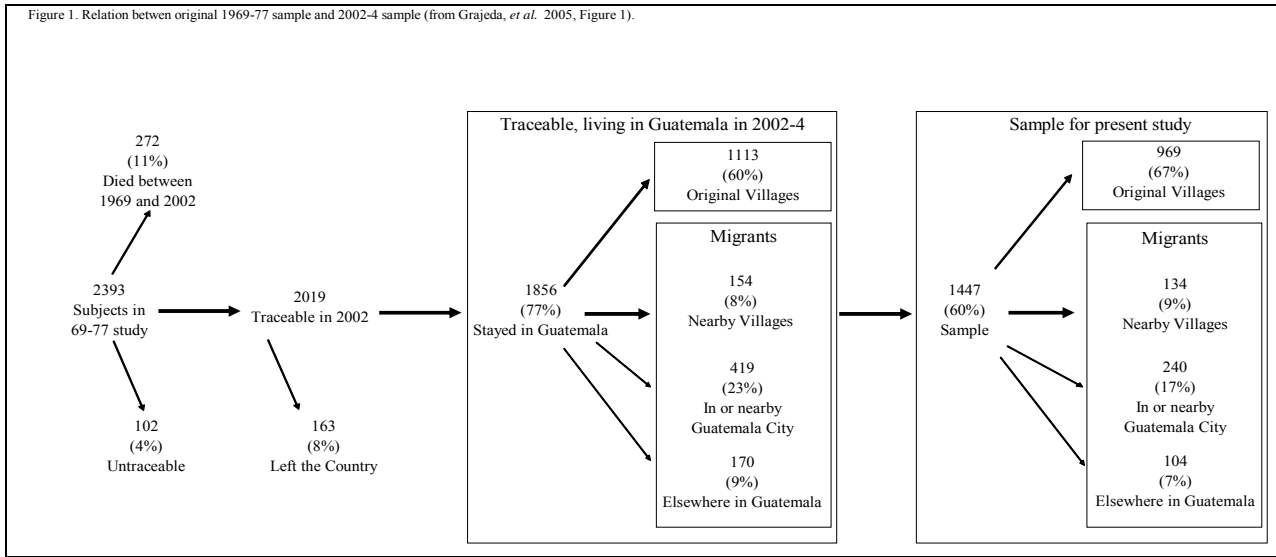 Figure 1. Relation betwen original 1969-77 sample and 2002-4 sample (from Grajeda, et al. 2005, Figure 1).
272
(11%)
Died between
1969 and 2002
2393
Subjects in
69-77 study
102
(4%)
Untraceable
2019
Traceable in 2002
163
(8%)
Left the Country
Traceable, living in Guatemala in 2002-4
1856
(77%)
Stayed in Guatemala
1113
(60%)
Original Villages
Migrants
154
(8%)
Nearby Villages
419
(23%)
In or nearby
Guatemala City
170
(9%)
Elsewhere in Guatemala
Sample for present study
1447
(60%)
Sample
969
(67%)
Original Villages
Migrants
134
(9%)
Nearby Villages
240
(17%)
In or nearby
Guatemala City
104
(7%)
Elsewhere in Guatemala